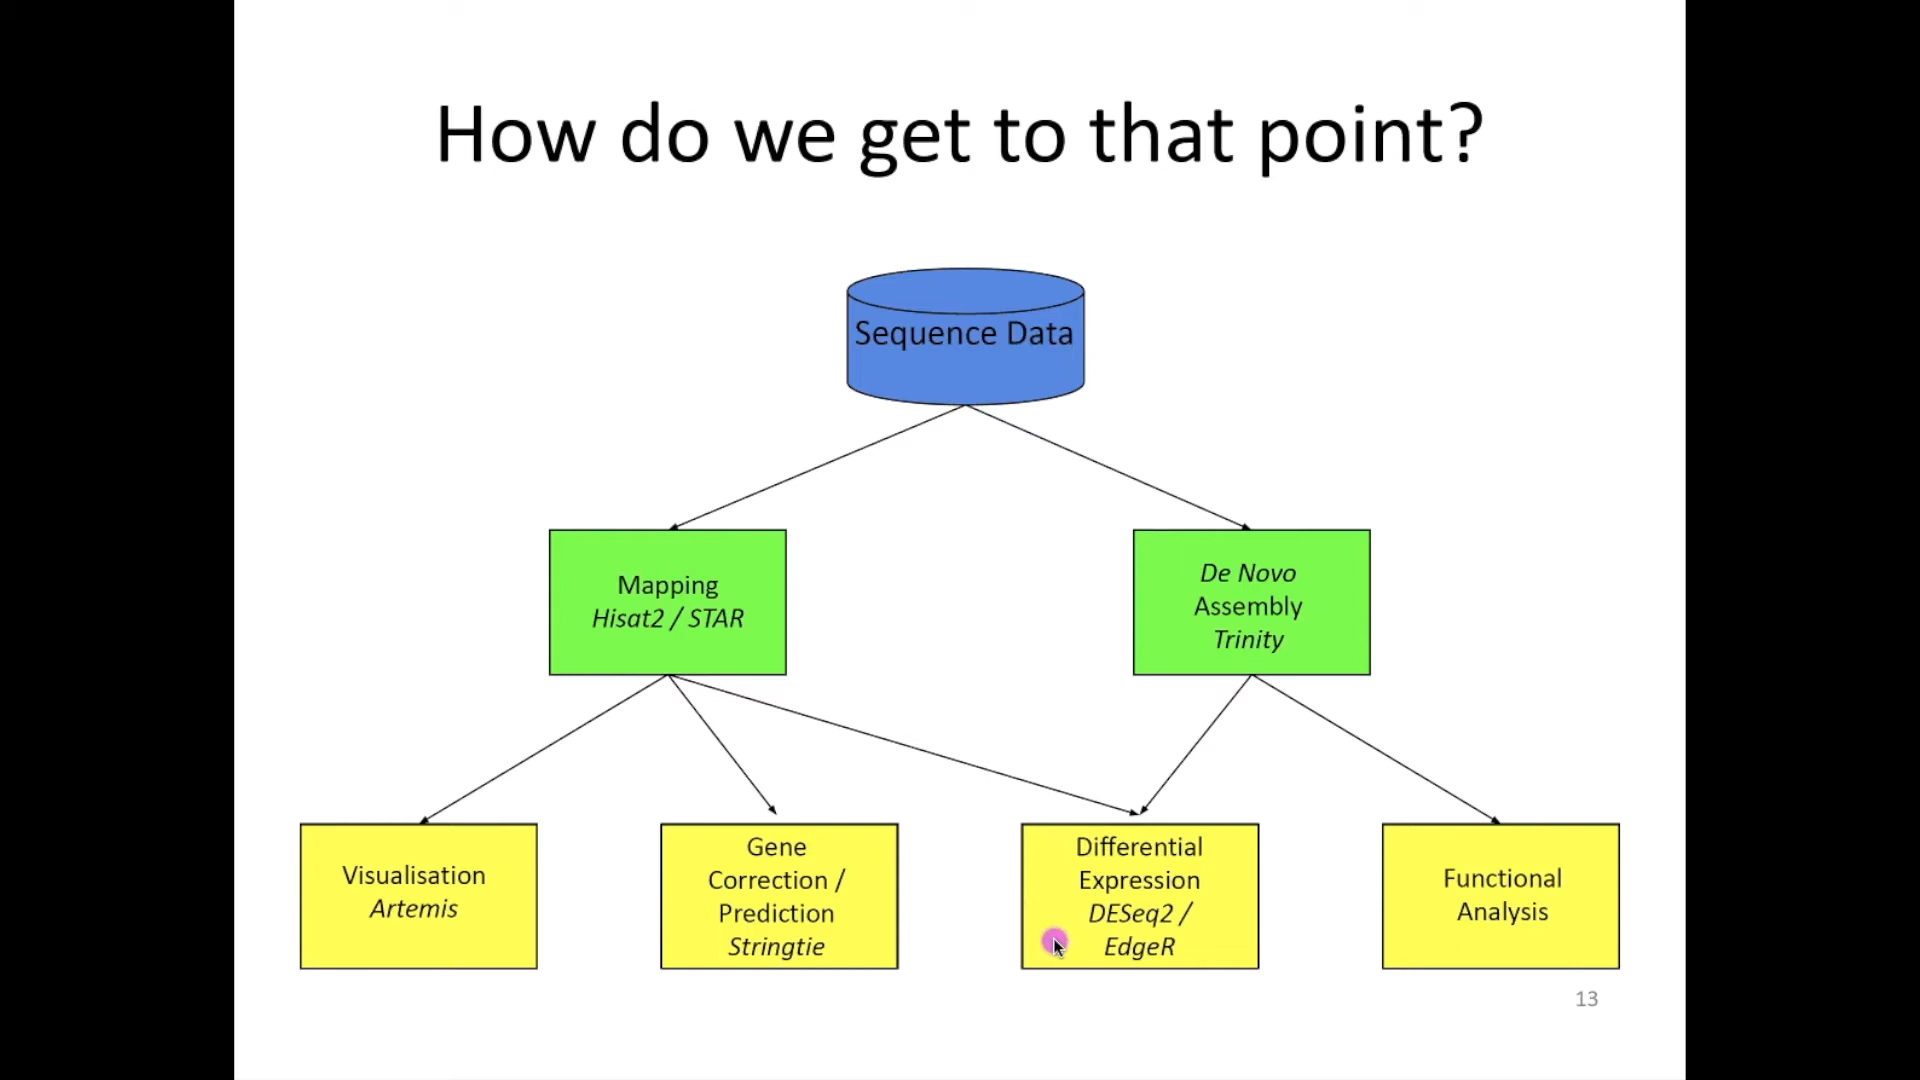 How do we get to that point?
Sequence Data
Mapping
Hisat2 / STAR
De Novo
Assembly
Trinity
Visualisation
Artemis
Gene
Correction /
Prediction
Stringtie
Differential
Expression
DESeq2 /
EdgeR
Functional
Analysis
13